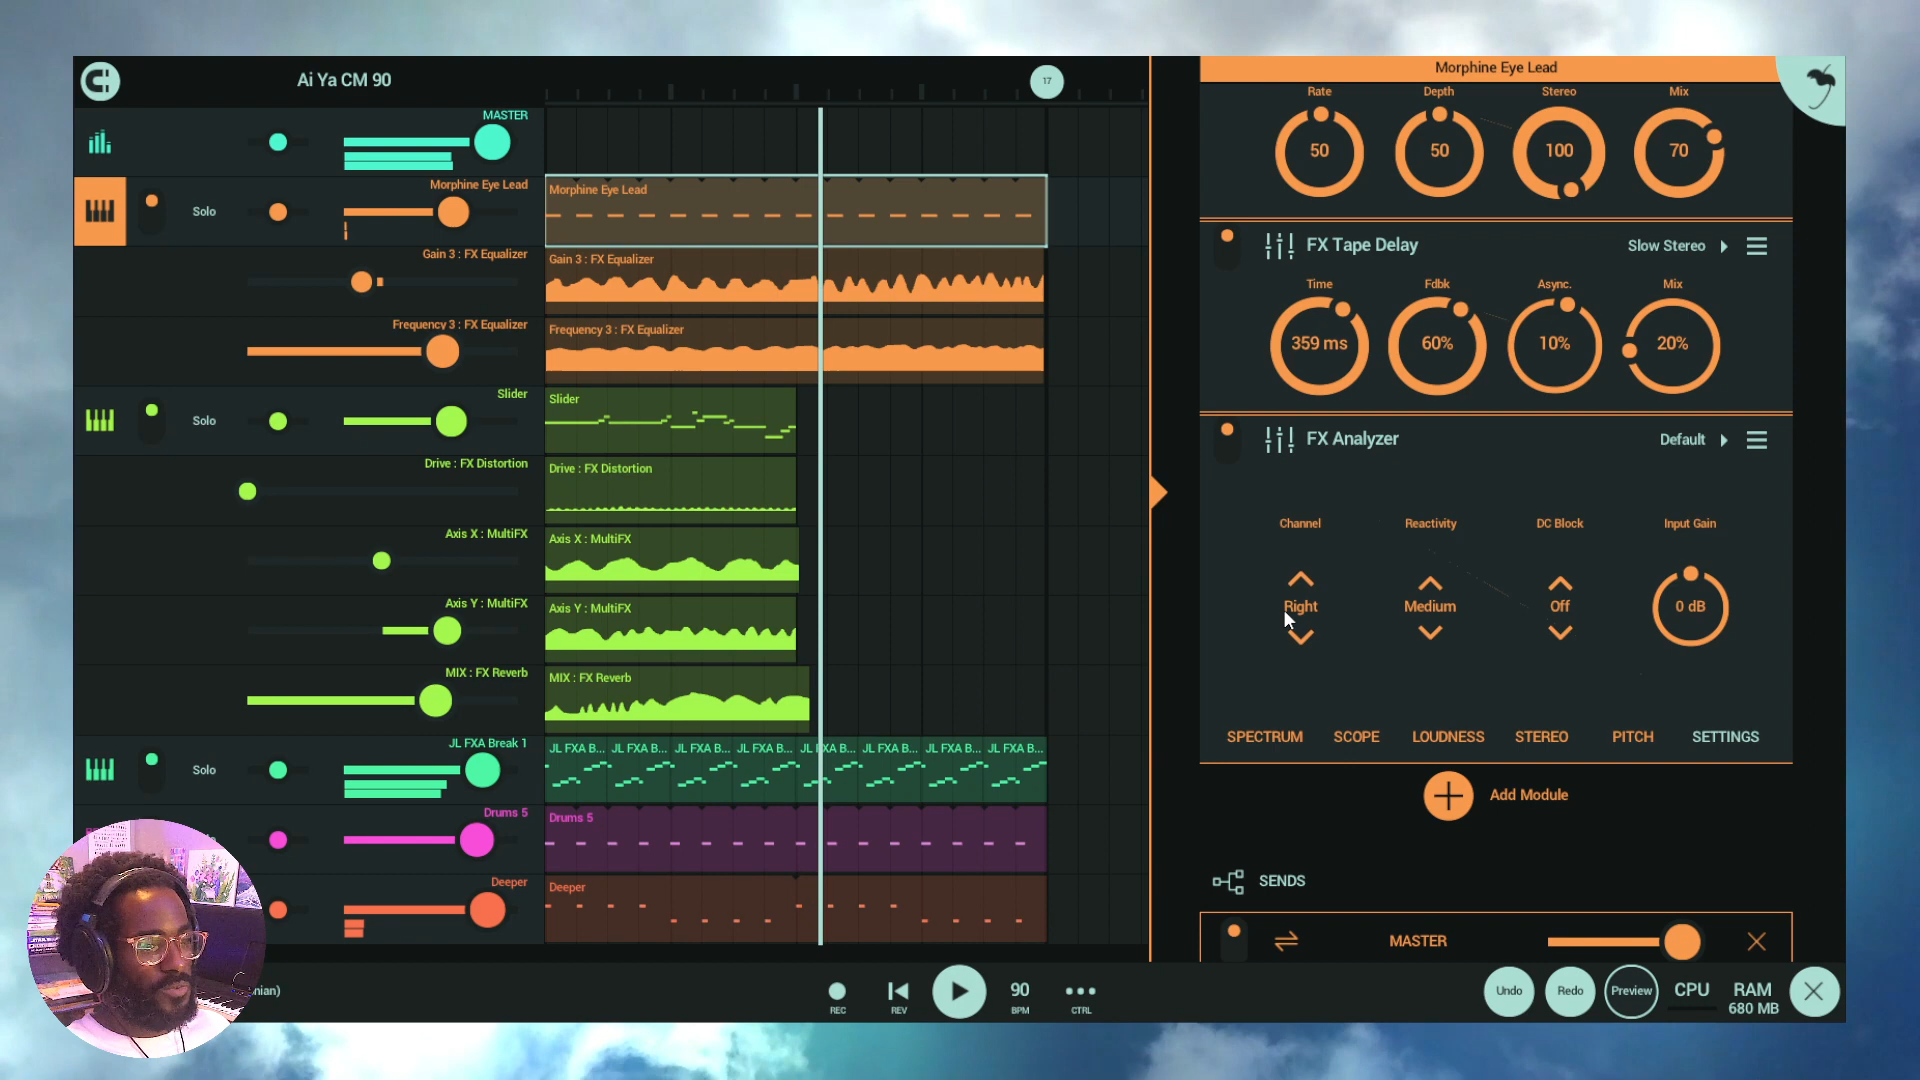 Ai Ya CM 90
17
MASTER
Morphine Eye Lead
Solo
Gain 3 : FX Equalizer
Frequency 3 : FX Equalizer
Slider
Solo
Drive : FX Distortion
Axis X : MultiFX
Axis Y : MultiFX
MIX : FX Reverb
JL FXA Break 1
Solo
Drums 5
Deeper
Morphine Eye Lead
Gain 3 : FX Equalizer
Frequency 3 : FX Equalizer
Slider
Drive : FX Distortion
Axis X : MultiFX
Axis Y : MultiFX
MIX : FX Reverb
JL FXA B... JL FXA B... JL FXA B... JL FXA B... JL FXA B... JL FXA B... JL FXA B... JL FXA B...
Drums 5
Deeper
Morphine Eye Lead
Rate Depth Stereo Mix
50 50 100 70
FX Tape Delay Slow Stereo
Time Fdbk Async. Mix
359 ms 60% 10% 20%
FX Analyzer Default
Channel Reactivity DC Block Input Gain
Right Medium Off 0 dB
SPECTRUM SCOPE LOUDNESS STEREO PITCH SETTINGS
Add Module
SENDS
MASTER
nian)
90
REC REV BPM CTRL
Undo Redo Preview CPU RAM
680 MB